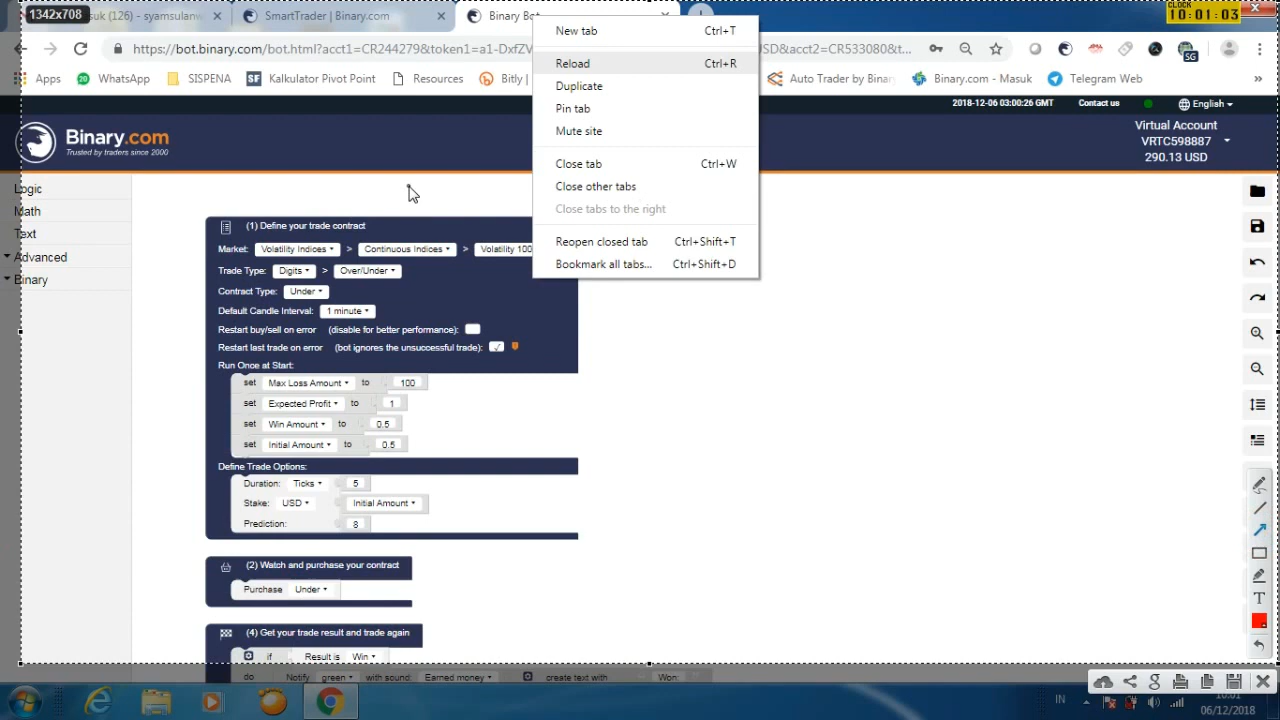 1342x708
suk (126) - syamsulanw
SmartTrader | Binary.com
Binary Bot
CLOCK
10:01:03
https://bot.binary.com/bot.html?acct1=CR244279&token1=a1-DxfZV
USD&acct2=CR533080&t...
SG
Apps
WhatsApp
SISPENA
Kalkulator Pivot Point
Resources
Bitly
Auto Trader by Binary
Binary.com - Masuk
Telegram Web
New tab Ctrl+T
Reload Ctrl+R
Duplicate
Pin tab
Mute site
Close tab Ctrl+W
Close other tabs
Close tabs to the right
Reopen closed tab Ctrl+Shift+T
Bookmark all tabs... Ctrl+Shift+D
2018-12-06 03:00:26 GMT
Contact us
English
Binary.com
Trusted by traders since 2000
Virtual Account
VRTC598887
290.13 USD
Logic
Math
Text
Advanced
Binary
(1) Define your trade contract
Market: Volatility Indices > Continuous Indices > Volatility 100
Trade Type: Digits > Over/Under
Contract Type: Under
Default Candle Interval: 1 minute
Restart buy/sell on error (disable for better performance):
Restart last trade on error (bot ignores the unsuccessful trade): √
Run Once at Start:
set Max Loss Amount to 100
set Expected Profit to 1
set Win Amount to 0.5
set Initial Amount to 0.5
Define Trade Options:
Duration: Ticks 5
Stake: USD Initial Amount
Prediction: 8
(2) Watch and purchase your contract
Purchase Under
(4) Get your trade result and trade again
if Result is Win
do Notify green with sound: Earned money create text with Won:
T
g
IN
10:01
06/12/2018